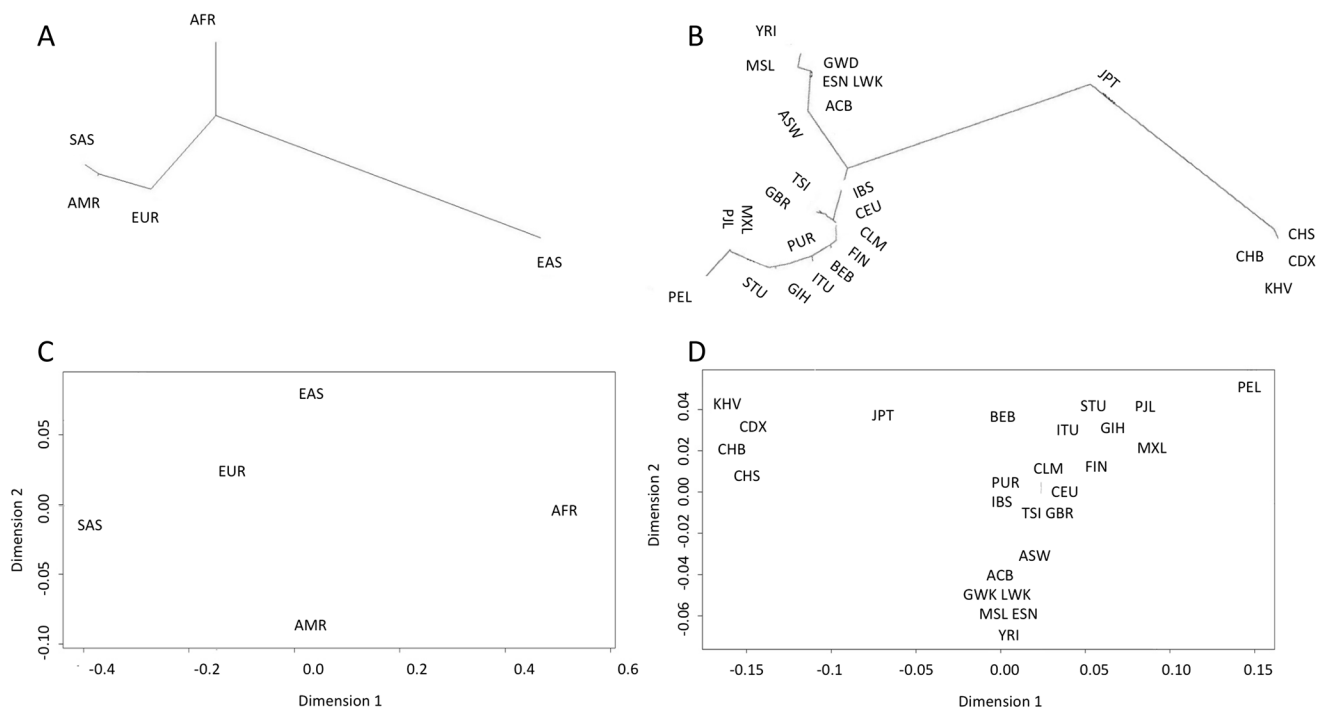 A
AFR
SAS
AMR
EUR
EAS
B
YRI
MSL
GWD
ESN LWK
ACB
ASW
JPT
TSI
GBR
IBS
CEU
MXL
PJL
PUR
CLM
FIN
BEB
ITU
GIH
STU
PEL
CHS
CHB
CDX
KHV
C
EAS
EUR
SAS
AFR
AMR
0.05
0.00
-0.05
-0.10
Dimension 2
-0.4
-0.2
0.0
0.2
0.4
0.6
Dimension 1
D
PEL
KHV
CDX
CHB
CHS
JPT
BEB
STU
PJL
ITU
GIH
MXL
CLM
FIN
PUR
CEU
IBS
TSI GBR
ASW
ACB
GWK LWK
MSL ESN
YRI
0.04
0.02
0.00
-0.02
-0.04
-0.06
Dimension 2
-0.15
-0.10
-0.05
0.00
0.05
0.10
0.15
Dimension 1